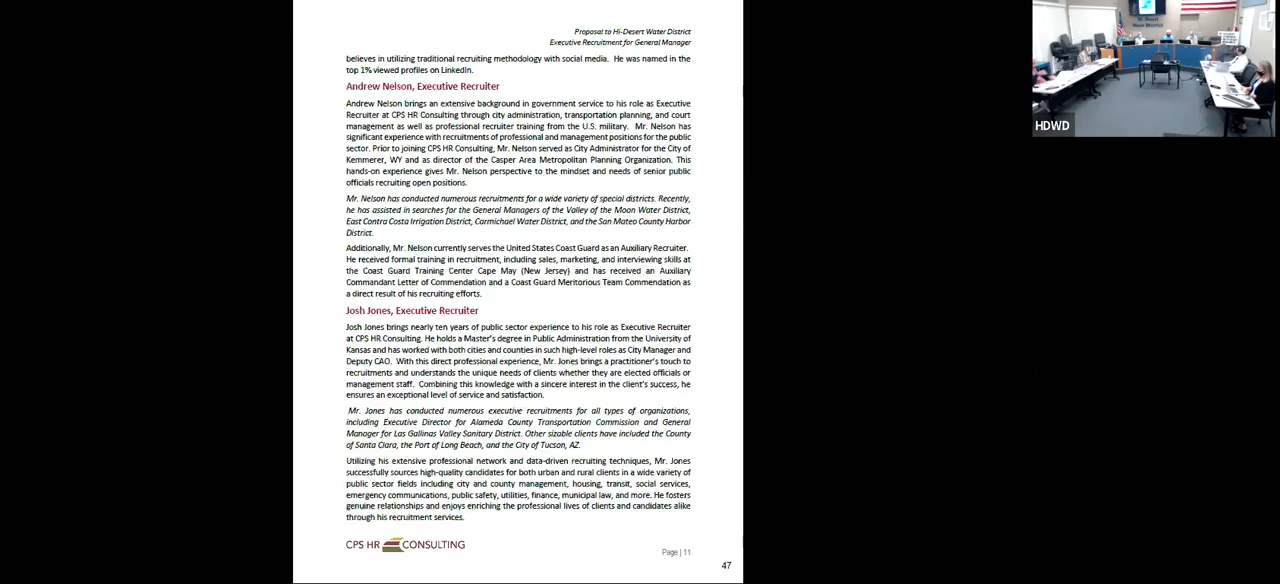 Proposal to Hi-Desert Water District
Executive Recruitment for General Manager
believes in utilizing traditional recruiting methodology with social media. He was named in the
top 1% viewed profiles on LinkedIn.
Andrew Nelson, Executive Recruiter
Andrew Nelson brings an extensive background in government service to his role as Executive
Recruiter at CPS HR Consulting through city administration, transportation planning, and court
management as well as professional recruiter training from the U.S. military. Mr. Nelson has
significant experience with recruitments of professional and management positions for the public
sector. Prior to joining CPS HR Consulting, Mr. Nelson served as City Administrator for the City of
Kemmerer, WY and as director of the Casper Area Metropolitan Planning Organization. This
hands-on experience gives Mr. Nelson perspective to the mindset and needs of senior public
officials recruiting open positions.
Mr. Nelson has conducted numerous recruitments for a wide variety of special districts. Recently,
he has assisted in searches for the General Managers of the Valley of the Moon Water District,
East Contra Costa Irrigation District, Carmichael Water District, and the San Mateo County Harbor
District.
Additionally, Mr. Nelson currently serves the United States Coast Guard as an Auxiliary Recruiter.
He received formal training in recruitment, including sales, marketing, and interviewing skills at
the Coast Guard Training Center Cape May (New Jersey) and has received an Auxiliary
Commandant Letter of Commendation and a Coast Guard Meritorious Team Commendation as
a direct result of his recruiting efforts.
Josh Jones, Executive Recruiter
Josh Jones brings nearly ten years of public sector experience to his role as Executive Recruiter
at CPS HR Consulting. He holds a Master's degree in Public Administration from the University of
Kansas and has worked with both cities and counties in such high-level roles as City Manager and
Deputy CAO. With this direct professional experience, Mr. Jones brings a practitioner's touch to
recruitments and understands the unique needs of clients whether they are elected officials or
management staff. Combining this knowledge with a sincere interest in the client's success, he
ensures an exceptional level of service and satisfaction.
Mr. Jones has conducted numerous executive recruitments for all types of organizations,
including Executive Director for Alameda County Transportation Commission and General
Manager for Las Gallinas Valley Sanitary District. Other sizable clients have included the County
of Santa Clara, the Port of Long Beach, and the City of Tucson, AZ.
Utilizing his extensive professional network and data-driven recruiting techniques, Mr. Jones
successfully sources high-quality candidates for both urban and rural clients in a wide variety of
public sector fields including city and county management, housing, transit, social services,
emergency communications, public safety, utilities, finance, municipal law, and more. He fosters
genuine relationships and enjoys enriching the professional lives of clients and candidates alike
through his recruitment services.
CPS HR CONSULTING
Page | 11
47
Water District
HDWD